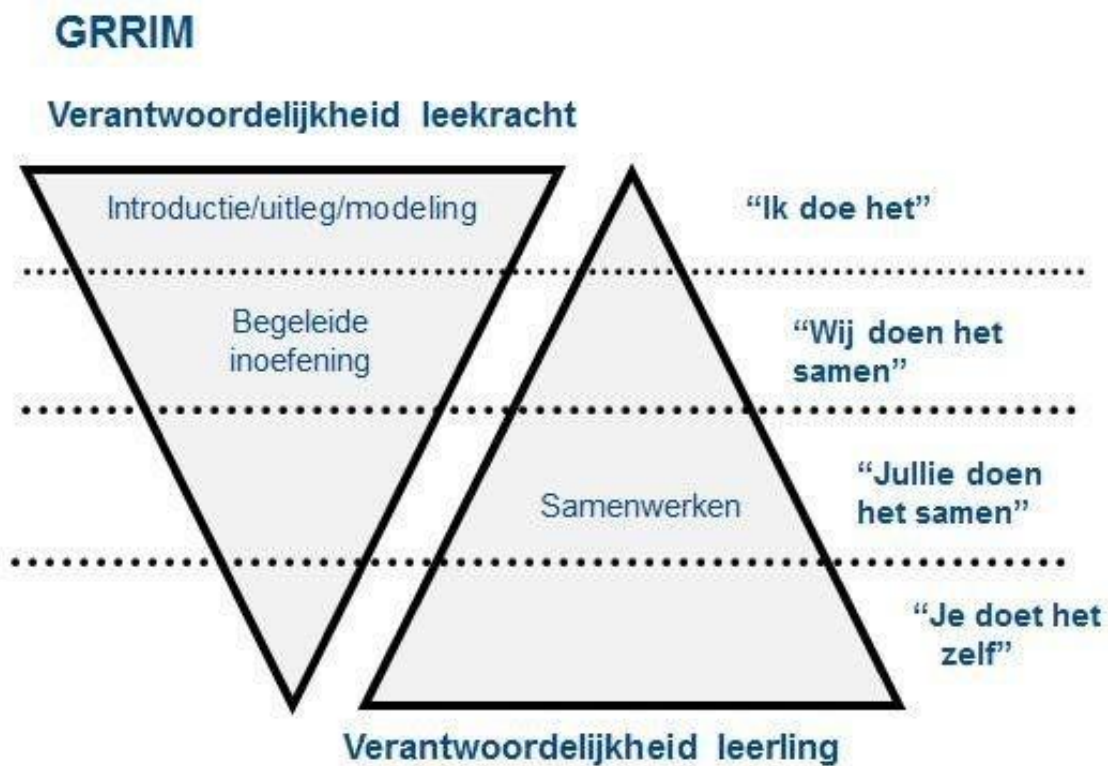 GRRIM
Verantwoordelijkheid leekracht
Introductie/uitleg/modeling
“Ik doe het”
Begeleide
inoefening
“Wij doen het
samen”
Samenwerken
“Jullie doen
het samen”
“Je doet het
zelf”
Verantwoordelijkheid leerling